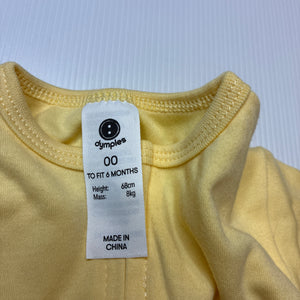 dymples
00
TO FIT 6 MONTHS
Height: 68cm
Mass: 8kg
MADE IN
CHINA